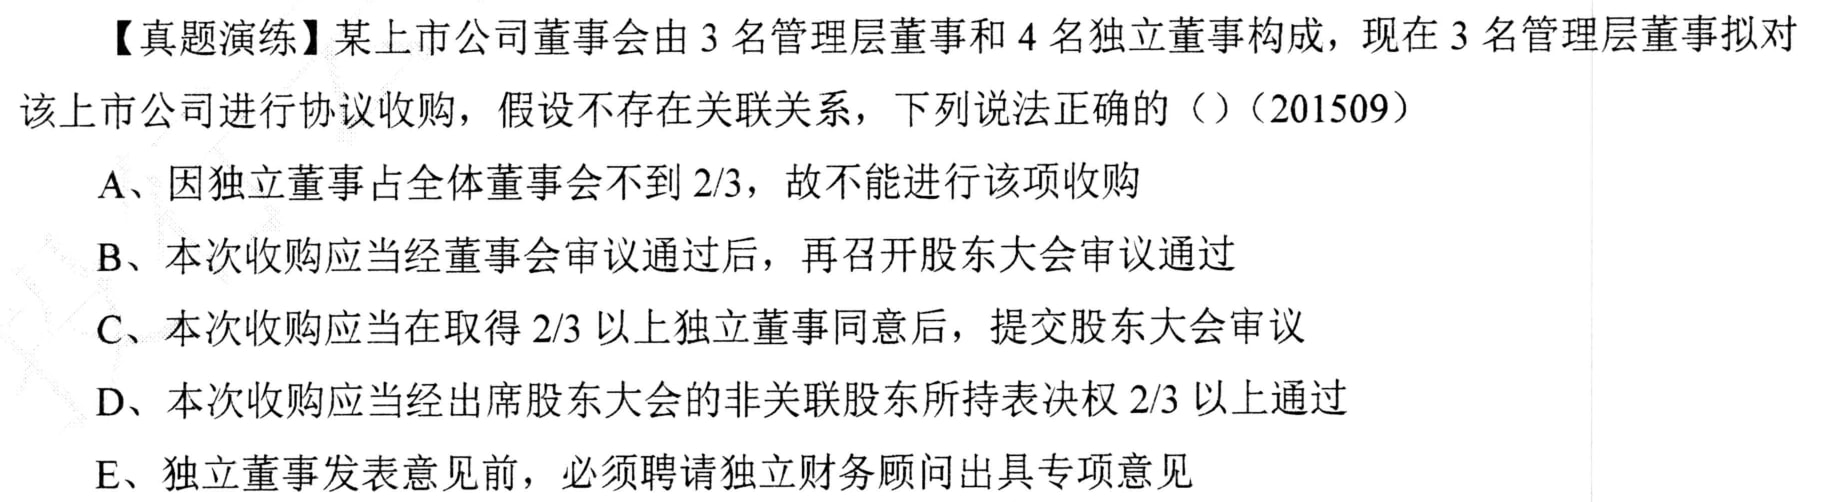 【真题演练】某上市公司董事会由 3 名管理层董事和 4 名独立董事构成，现在 3 名管理层董事拟对
该上市公司进行协议收购，假设不存在关联关系，下列说法正确的（）（201509）
A、因独立董事占全体董事会不到 2/3，故不能进行该项收购
B、本次收购应当经董事会审议通过后，再召开股东大会审议通过
C、本次收购应当在取得 2/3 以上独立董事同意后，提交股东大会审议
D、本次收购应当经出席股东大会的非关联股东所持表决权 2/3 以上通过
E、独立董事发表意见前，必须聘请独立财务顾问出具专项意见